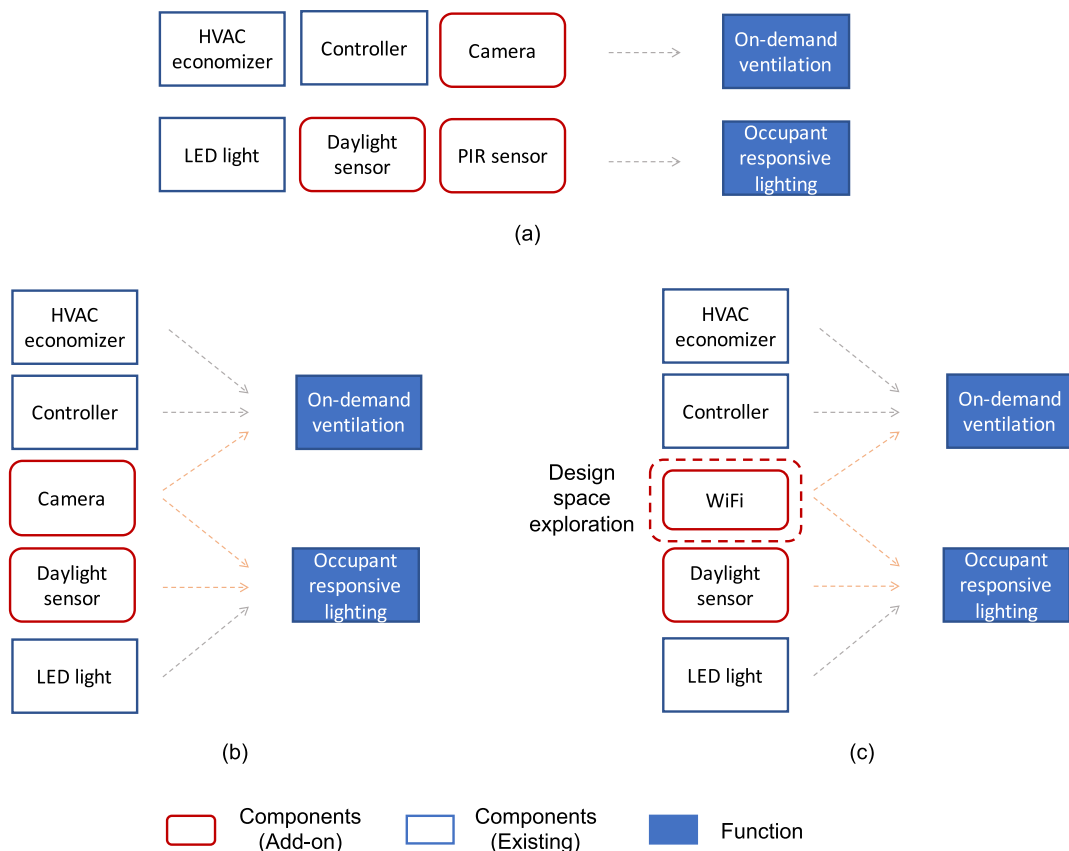 HVAC
economizer
Controller
Camera
On-demand
ventilation
LED light
Daylight
sensor
PIR sensor
Occupant
responsive
lighting
(a)
HVAC
economizer
Controller
Camera
Daylight
sensor
LED light
On-demand
ventilation
Occupant
responsive
lighting
(b)
HVAC
economizer
Controller
Design
space
exploration
WiFi
Daylight
sensor
LED light
On-demand
ventilation
Occupant
responsive
lighting
(c)
Components
(Add-on)
Components
(Existing)
Function